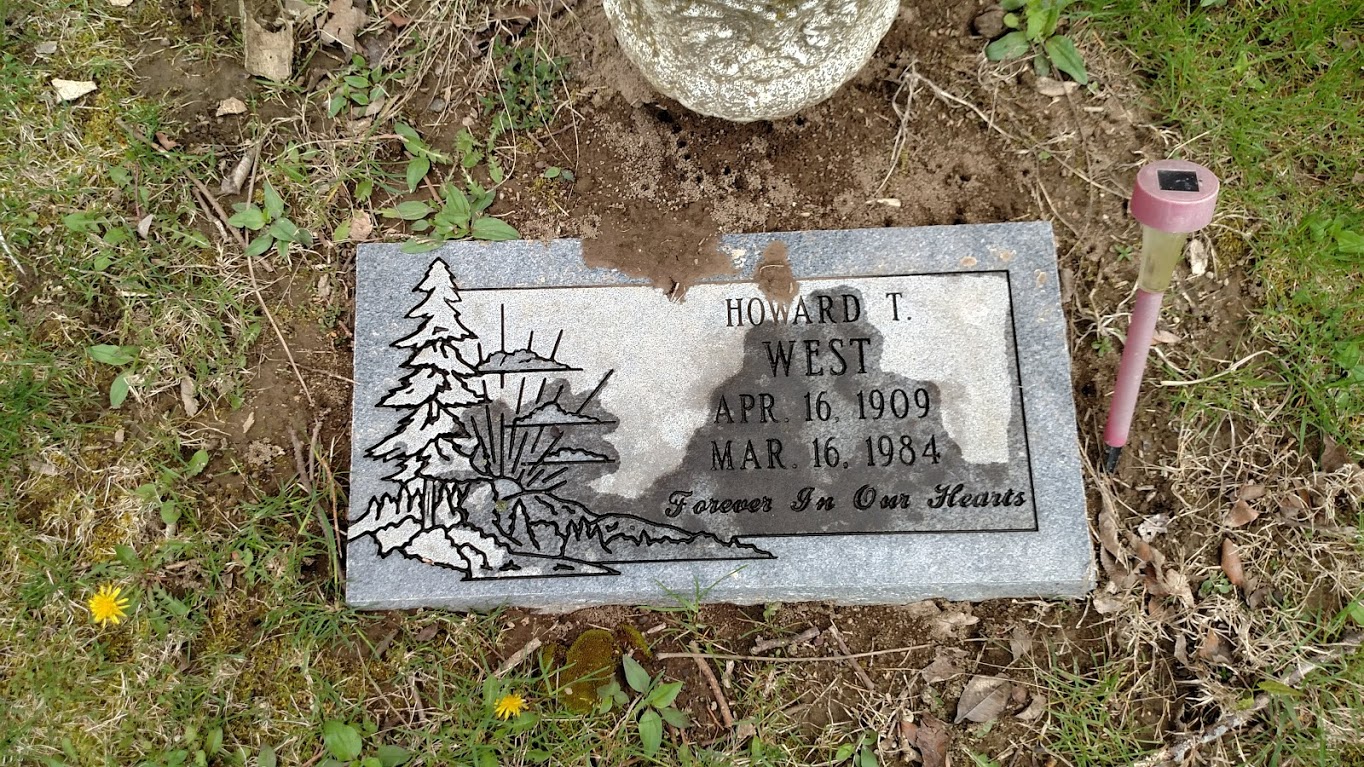 HOWARD T.
WEST
APR. 16, 1909
MAR. 16, 1984
Forever In Our Hearts